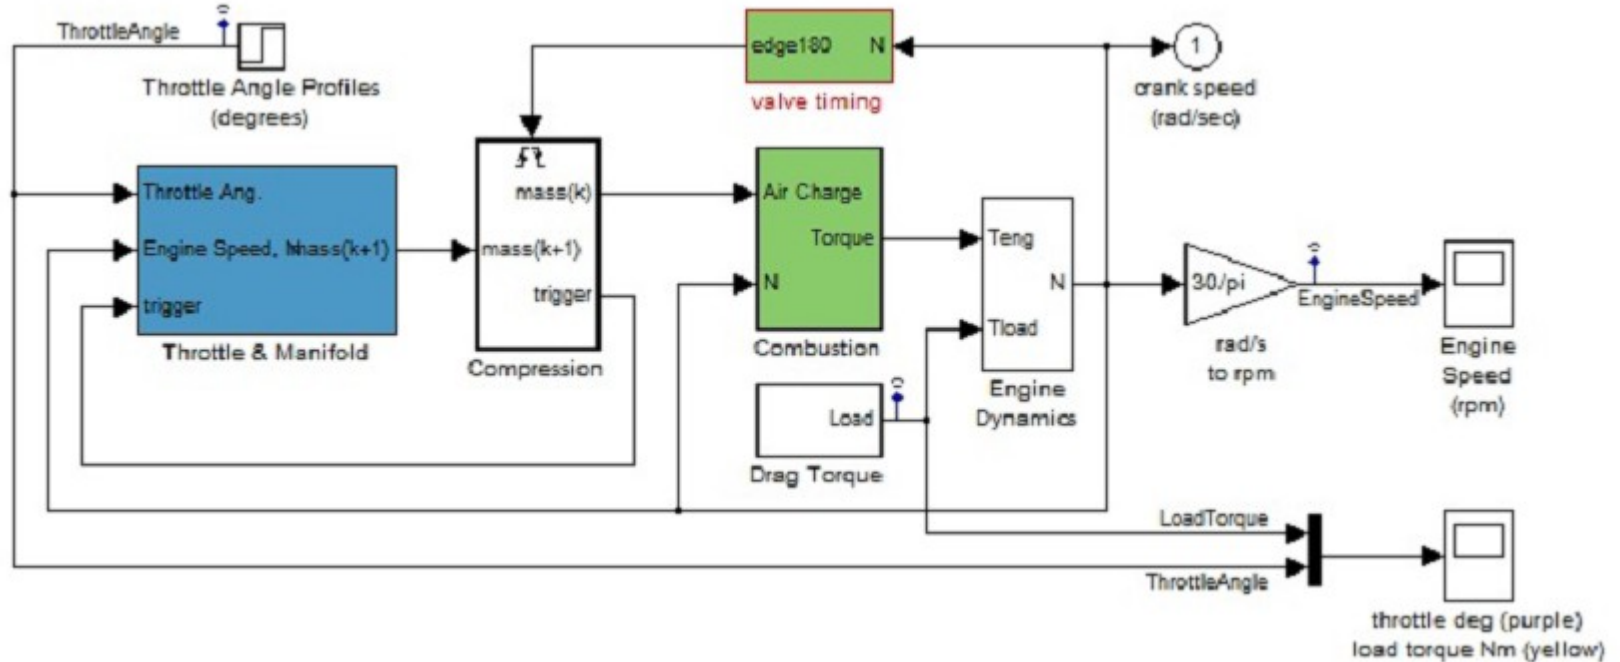 ThrottleAngle
Throttle Angle Profiles
(degrees)
edge180 N
valve timing
1
crank speed
(rad/sec)
Throttle Ang.
Engine Speed, N
mass(k+1)
trigger
Throttle & Manifold
mass(k)
mass(k+1)
trigger
Compression
Air Charge
Torque
N
Combustion
Load
Drag Torque
Teng
N
Tload
Engine
Dynamics
30/pi
rad/s
to rpm
EngineSpeed
Engine
Speed
(rpm)
LoadTorque
ThrottleAngle
throttle deg (purple)
load torque Nm (yellow)